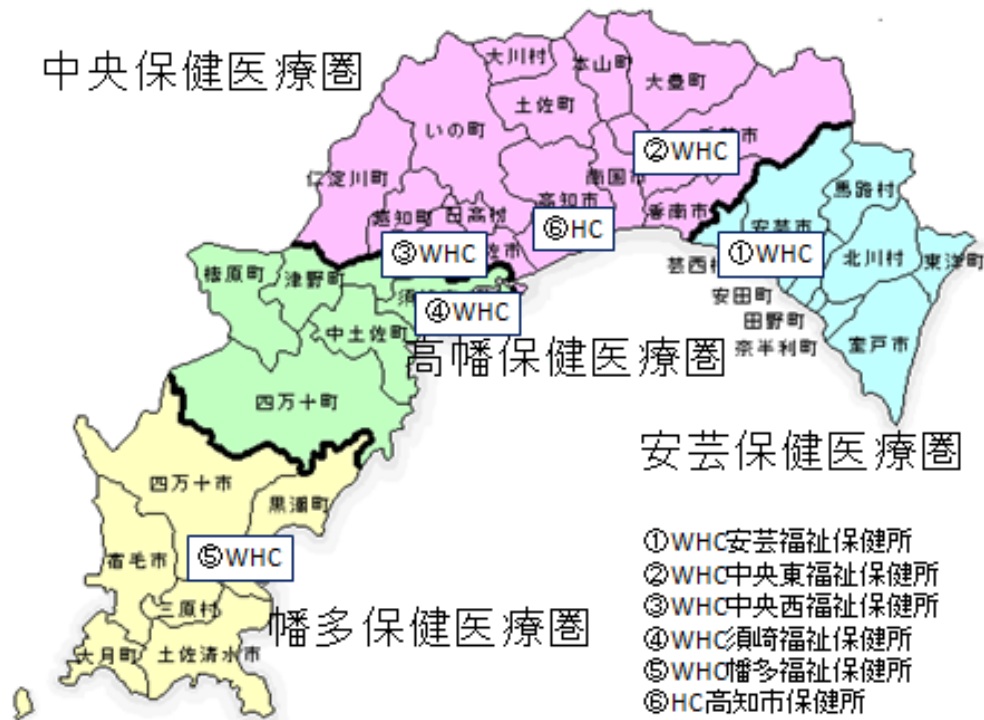 中央保健医療圏
大川村
本山町
大豊町
土佐町
いの町
②WHC
仁淀川町
南国市
馬路村
越知町
日高村
高知市
香南市
⑥HC
安芸市
③WHC
①WHC
北川村
東洋町
梼原町
津野町
安田町
④WHC
田野町
中土佐町
奈半利町
室戸市
高幡保健医療圏
四万十町
安芸保健医療圏
四万十市
黒潮町
⑤WHC
宿毛市
三原村
幡多保健医療圏
大月町
土佐清水市
①WHC安芸福祉保健所
②WHC中央東福祉保健所
③WHC中央西福祉保健所
④WHC須崎福祉保健所
⑤WHC幡多福祉保健所
⑥HC高知市保健所